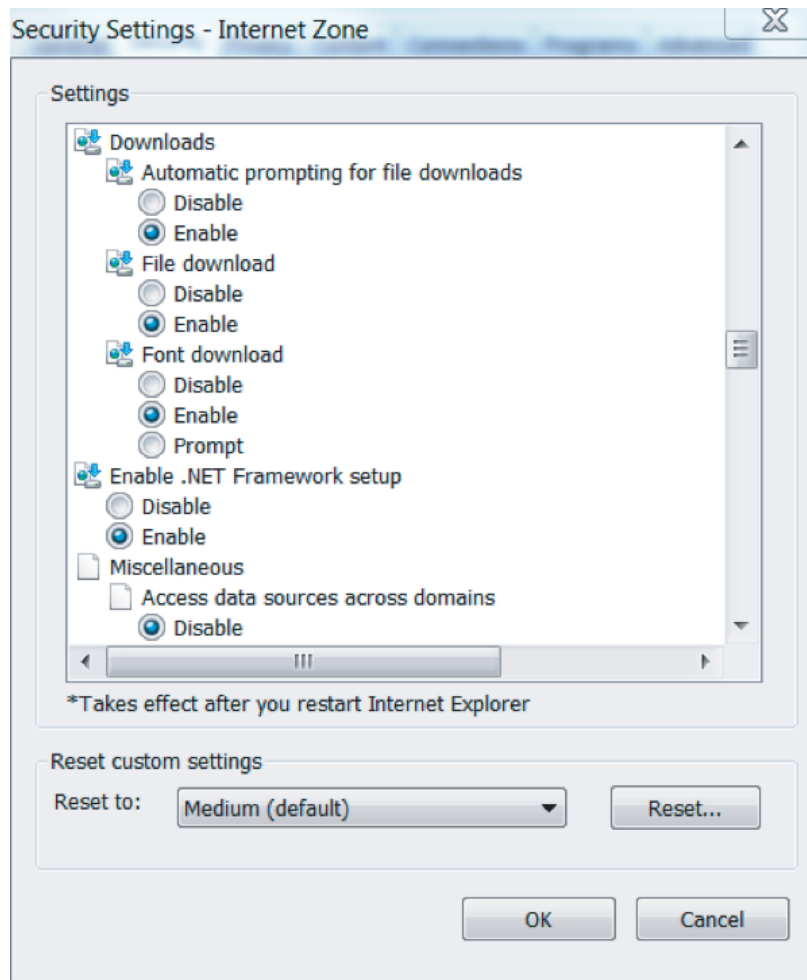 Security Settings - Internet Zone
Settings
Downloads
Automatic prompting for file downloads
Disable
Enable
File download
Disable
Enable
Font download
Disable
Enable
Prompt
Enable .NET Framework setup
Disable
Enable
Miscellaneous
Access data sources across domains
Disable
*Takes effect after you restart Internet Explorer
Reset custom settings
Reset to: Medium (default) Reset...
OK Cancel